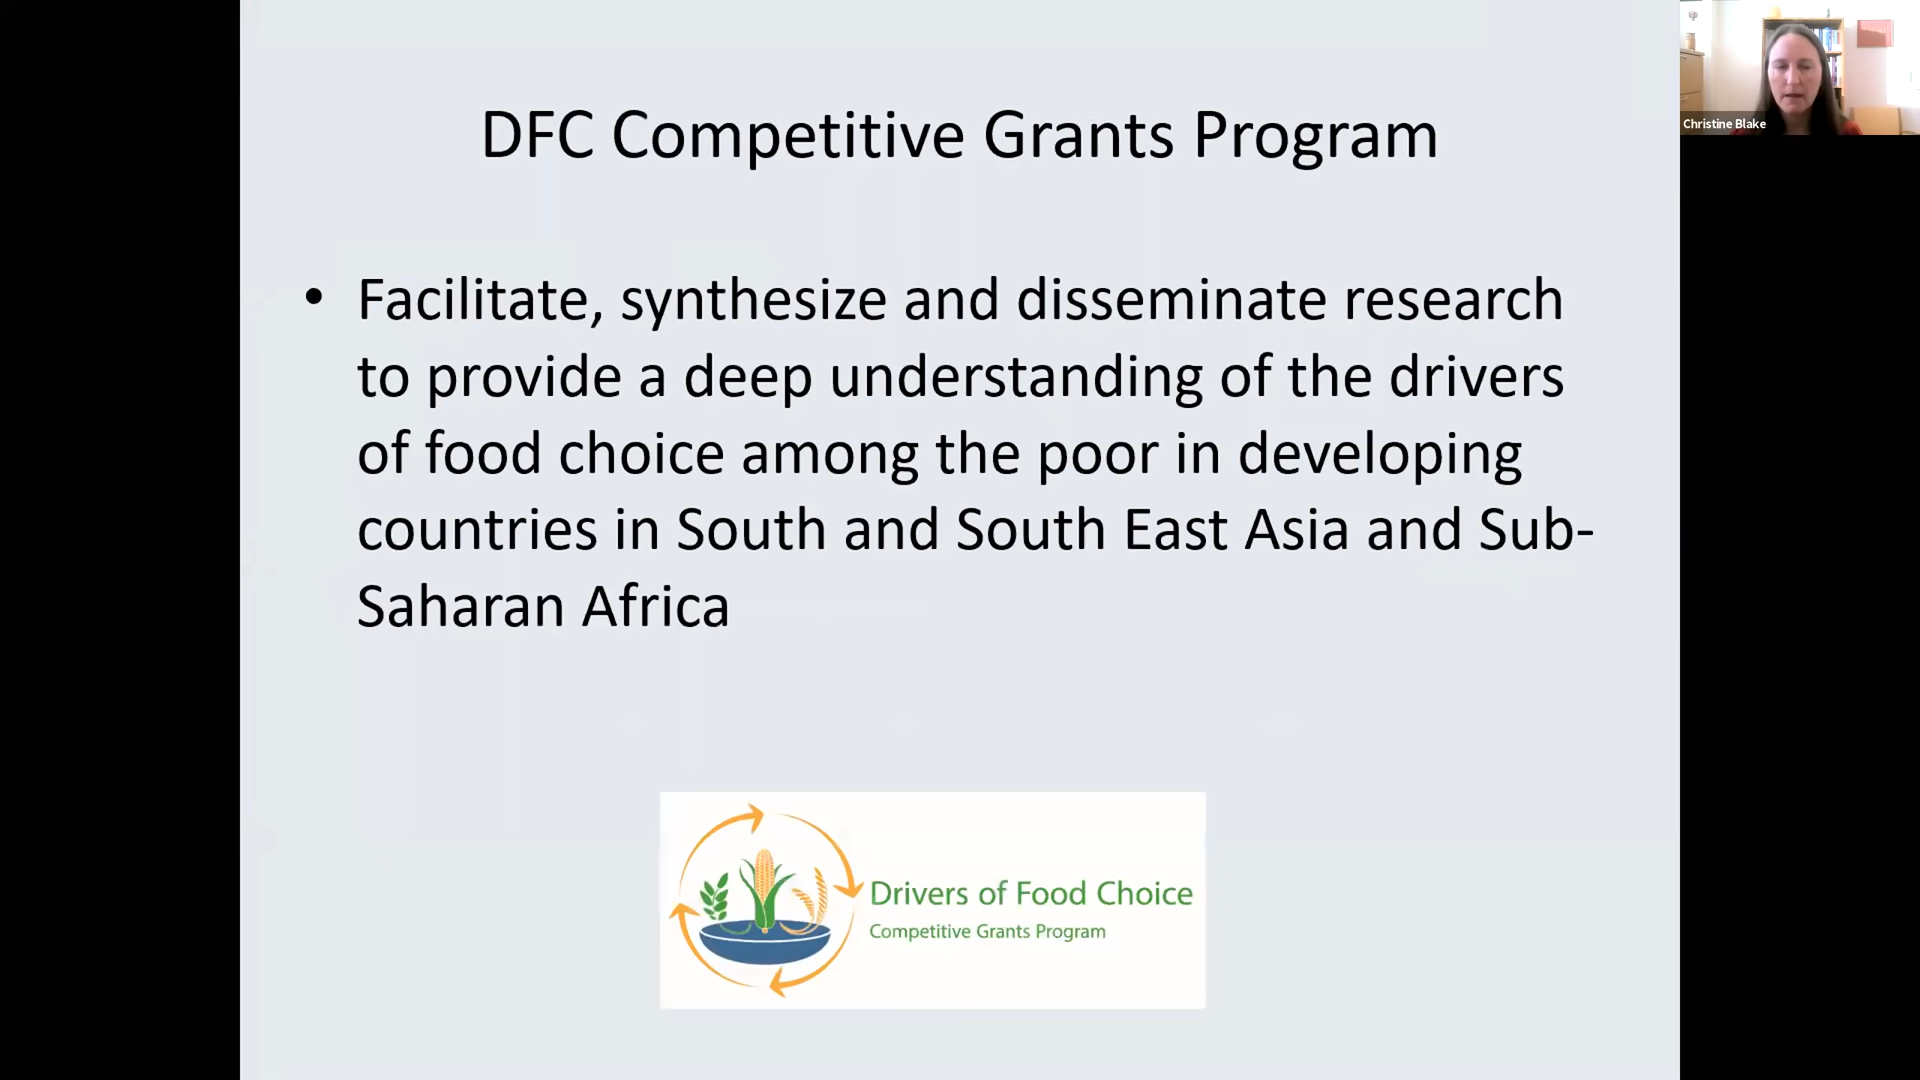 DFC Competitive Grants Program
Christine Blake
• Facilitate, synthesize and disseminate research
to provide a deep understanding of the drivers
of food choice among the poor in developing
countries in South and South East Asia and Sub-
Saharan Africa
Drivers of Food Choice
Competitive Grants Program